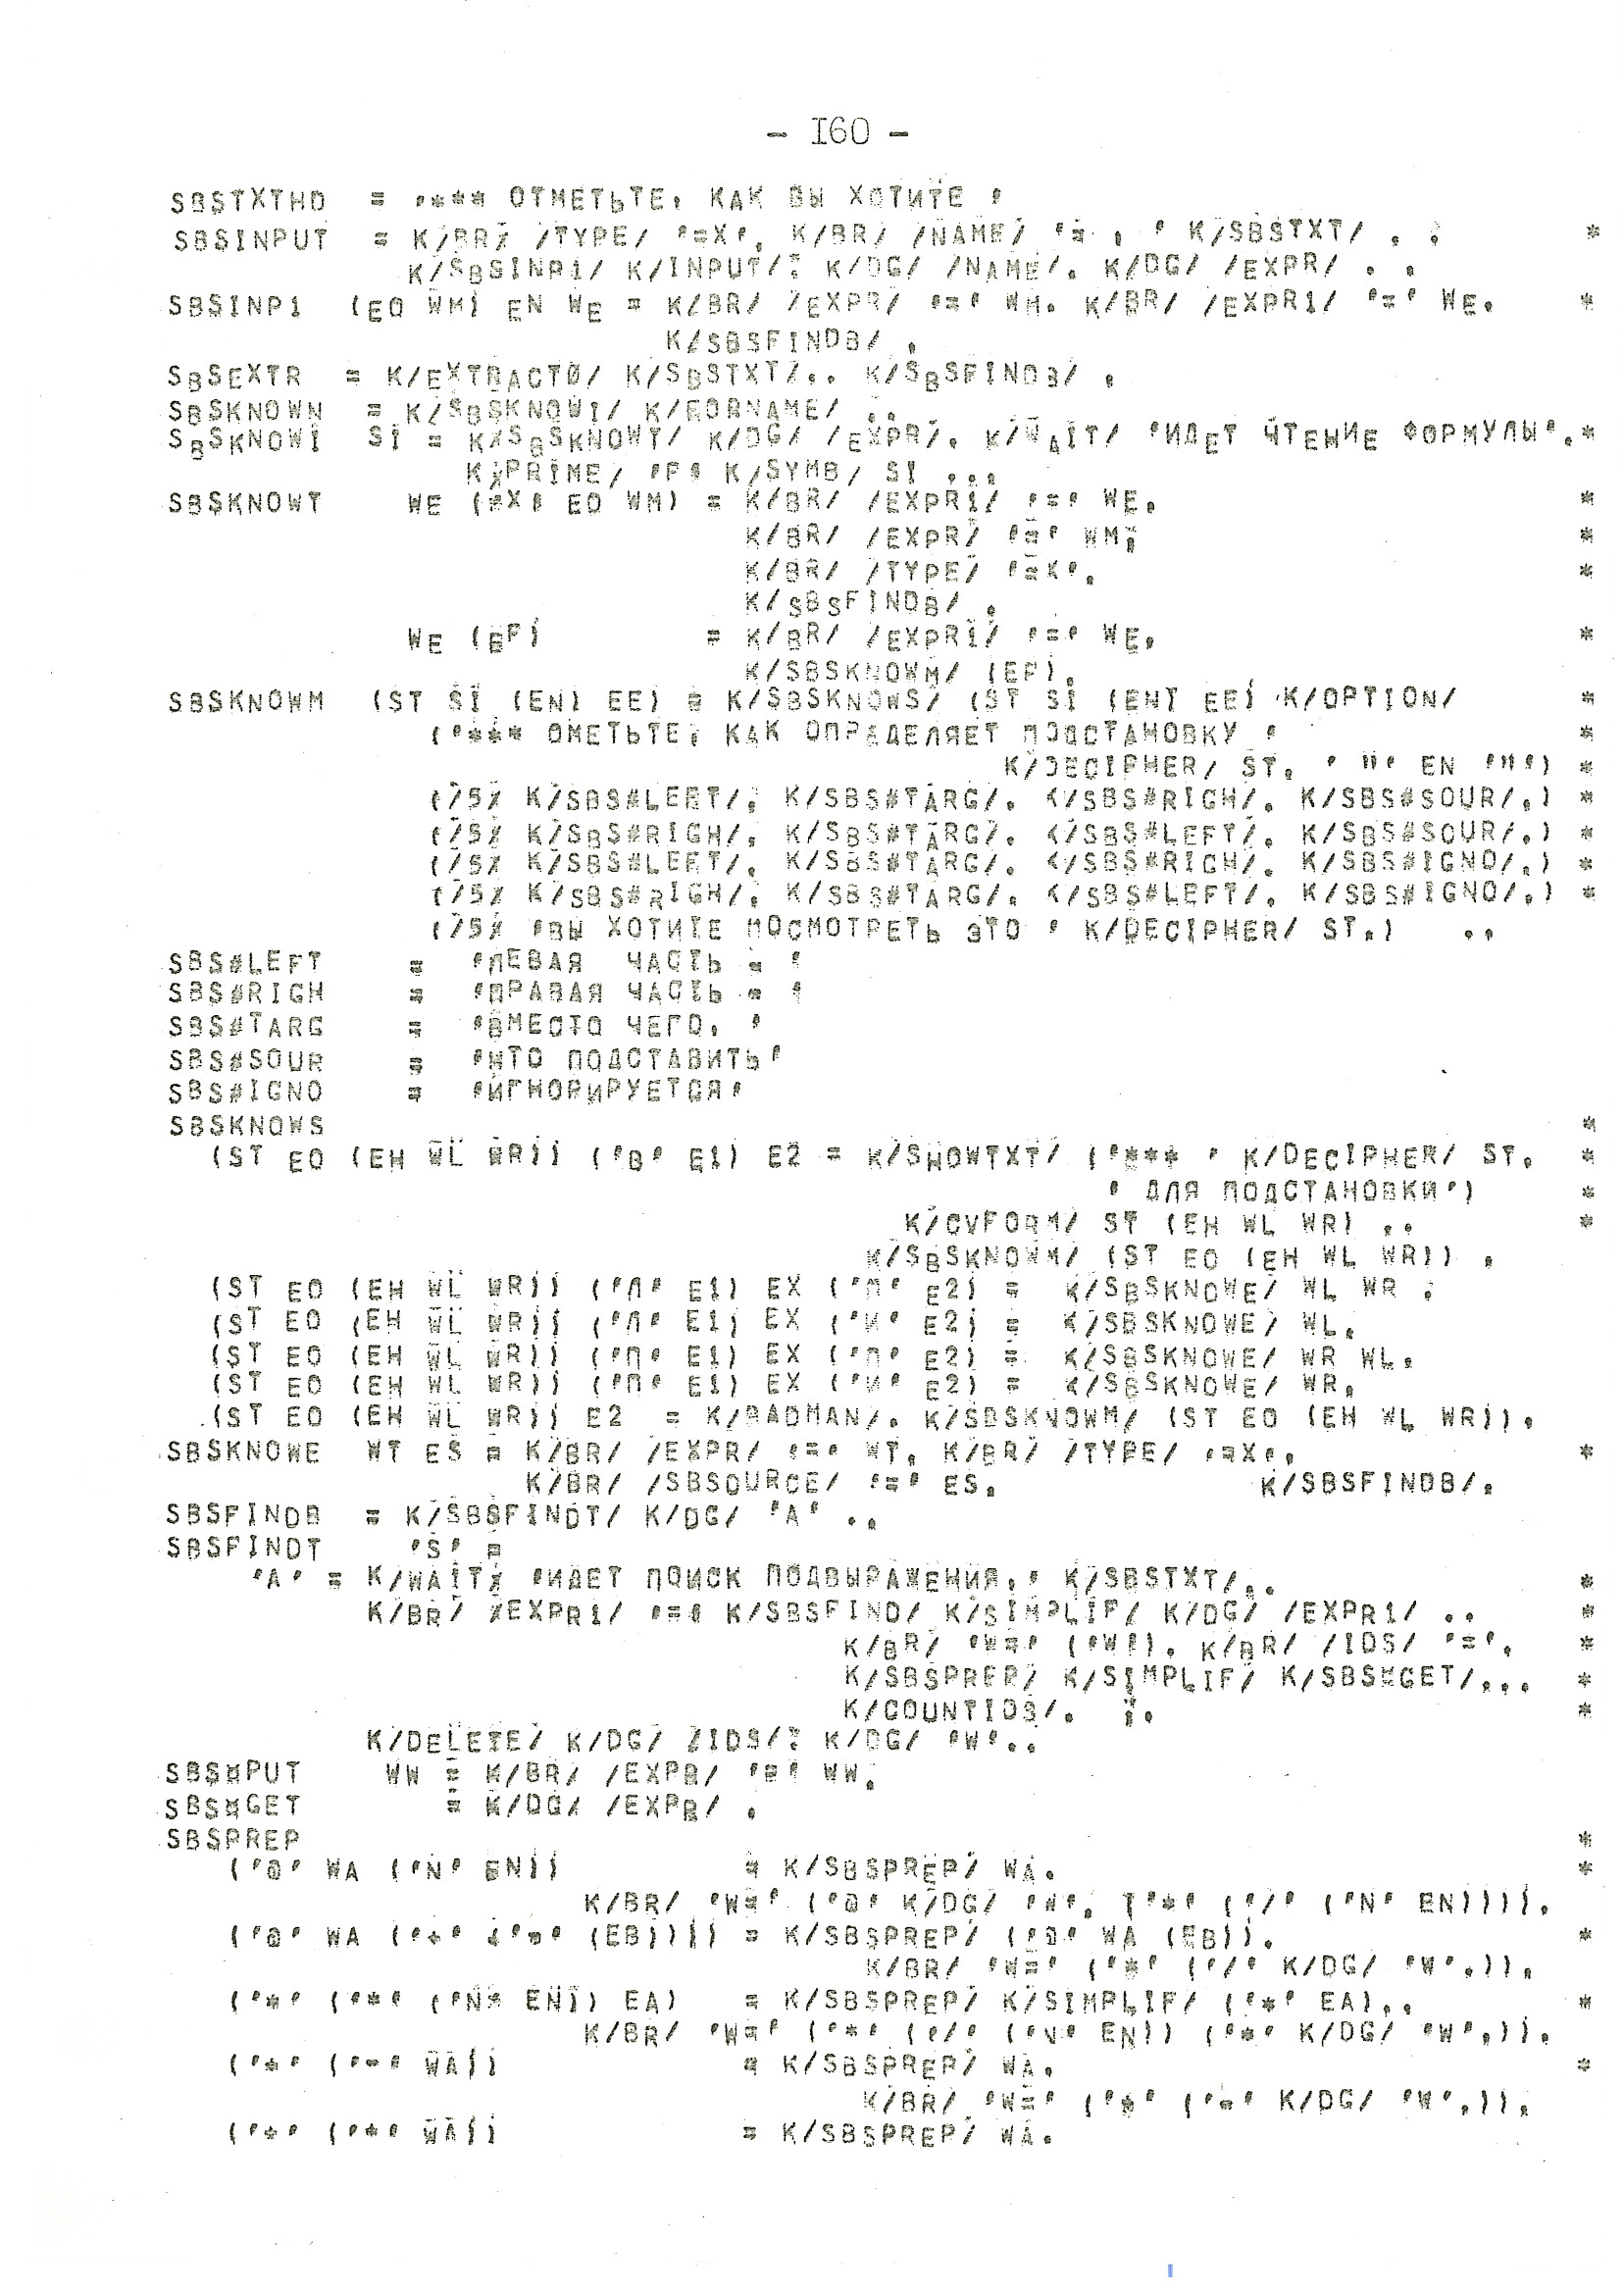 - I60 -
SBSTXTHD = '*** ОТМЕТЬТЕ, КАК ВЫ ХОТИТЕ '
SBSINPUT = K/BR/ /TYPE/ '=X'. K/BR/ /NAME/ '= . ' K/SBSTXT/ . . *
K/SBSINP1/ K/INPUT/. K/DG/ /NAME/. K/DG/ /EXPR/ . .
SBSINP1 (EO WM) EN WE = K/BR/ /EXPR/ '=' WM. K/BR/ /EXPR1/ '=' WE. *
K/SBSFINDB/ .
SBSEXTR = K/EXTRACT0/ K/SBSTXT/.. K/SBSFINDB/ .
SBSKNOWN = K/SBSKNOWI/ K/FORNAME/ ..
SBSKNOWI SI = K/SBSKNOWT/ K/DG/ /EXPR/. K/WAIT/ 'ИДЕТ ЧТЕНИЕ ФОРМУЛЫ'.*
K/PRIME/ 'F' K/SYMB/ SI ...
SBSKNOWT WE ('X' EO WM) = K/BR/ /EXPR1/ '=' WE. *
K/BR/ /EXPR/ '=' WM. *
K/BR/ /TYPE/ '=X'. *
K/SBSFINDB/ .
WE (EF) = K/BR/ /EXPR1/ '=' WE. *
K/SBSKNOWM/ (EF).
SBSKNOWM (ST SI (EN) EE) = K/SBSKNOWS/ (ST SI (EN) EE) K/OPTION/ *
('*** ОМЕТЬТЕ, КАК ОПРЕДЕЛЯЕТ ПОДСТАНОВКУ ' *
K/DECIPHER/ ST. ' "' EN '"') *
(/5/ K/SBS#LEFT/. K/SBS#TARG/. K/SBS#RIGH/. K/SBS#SOUR/.) *
(/5/ K/SBS#RIGH/. K/SBS#TARG/. K/SBS#LEFT/. K/SBS#SOUR/.) *
(/5/ K/SBS#LEFT/. K/SBS#TARG/. K/SBS#RIGH/. K/SBS#IGNO/.) *
(/5/ K/SBS#RIGH/. K/SBS#TARG/. K/SBS#LEFT/. K/SBS#IGNO/.) *
(/5/ 'ВЫ ХОТИТЕ ПОСМОТРЕТЬ ЭТО ' K/DECIPHER/ ST.) ..
SBS#LEFT = 'ЛЕВАЯ ЧАСТЬ = '
SBS#RIGH = 'ПРАВАЯ ЧАСТЬ = '
SBS#TARG = 'ВМЕСТО ЧЕГО, '
SBS#SOUR = 'ЧТО ПОДСТАВИТЬ'
SBS#IGNO = 'ИГНОРИРУЕТСЯ'
SBSKNOWS *
(ST EO (EH WL WR)) ('В' E1) E2 = K/SHOWTXT/ ('*** ' K/DECIPHER/ ST. *
' ДЛЯ ПОДСТАНОВКИ') *
K/CVFORM/ ST (EH WL WR) .. *
K/SBSKNOWM/ (ST EO (EH WL WR)) .
(ST EO (EH WL WR)) ('Л' E1) EX ('П' E2) = K/SBSKNOWE/ WL WR .
(ST EO (EH WL WR)) ('Л' E1) EX ('И' E2) = K/SBSKNOWE/ WL.
(ST EO (EH WL WR)) ('П' E1) EX ('Л' E2) = K/SBSKNOWE/ WR WL.
(ST EO (EH WL WR)) ('П' E1) EX ('И' E2) = K/SBSKNOWE/ WR.
(ST EO (EH WL WR)) E2 = K/BADMAN/. K/SBSKNOWM/ (ST EO (EH WL WR)).
SBSKNOWE WT ES = K/BR/ /EXPR/ '=' WT. K/BR/ /TYPE/ '=X'. *
K/BR/ /SBSOURCE/ '=' ES. K/SBSFINDB/.
SBSFINDB = K/SBSFINDT/ K/DG/ 'A' ..
SBSFINDT 'S' =
'A' = K/WAIT/ 'ИДЕТ ПОИСК ПОДВЫРАЖЕНИЯ,' K/SBSTXT/.. *
K/BR/ /EXPR1/ '=' K/SBSFIND/ K/SIMPLIF/ K/DG/ /EXPR1/ .. *
K/BR/ 'W=' ('W'). K/BR/ /IDS/ '='. *
K/SBSPREP/ K/SIMPLIF/ K/SBS¤GET/... *
K/COUNTIDS/. .. *
K/DELETE/ K/DG/ /IDS/. K/DG/ 'W'..
SBS¤PUT WW = K/BR/ /EXPR/ '=' WW.
SBS¤GET = K/DG/ /EXPR/ .
SBSPREP *
('@' WA ('N' EN)) = K/SBSPREP/ WA. *
K/BR/ 'W=' ('@' K/DG/ 'W'. ('*' ('/' ('N' EN)))).
('@' WA ('+' ('*' (EB)))) = K/SBSPREP/ ('@' WA (EB)). *
K/BR/ 'W=' ('*' ('/' K/DG/ 'W'.)).
('*' ('*' ('N' EN)) EA) = K/SBSPREP/ K/SIMPLIF/ ('*' EA).. *
K/BR/ 'W=' ('*' ('/' ('N' EN)) ('*' K/DG/ 'W'.)).
('+' ('-' WA)) = K/SBSPREP/ WA. *
K/BR/ 'W=' ('+' ('-' K/DG/ 'W'.)).
('+' ('+' WA)) = K/SBSPREP/ WA.